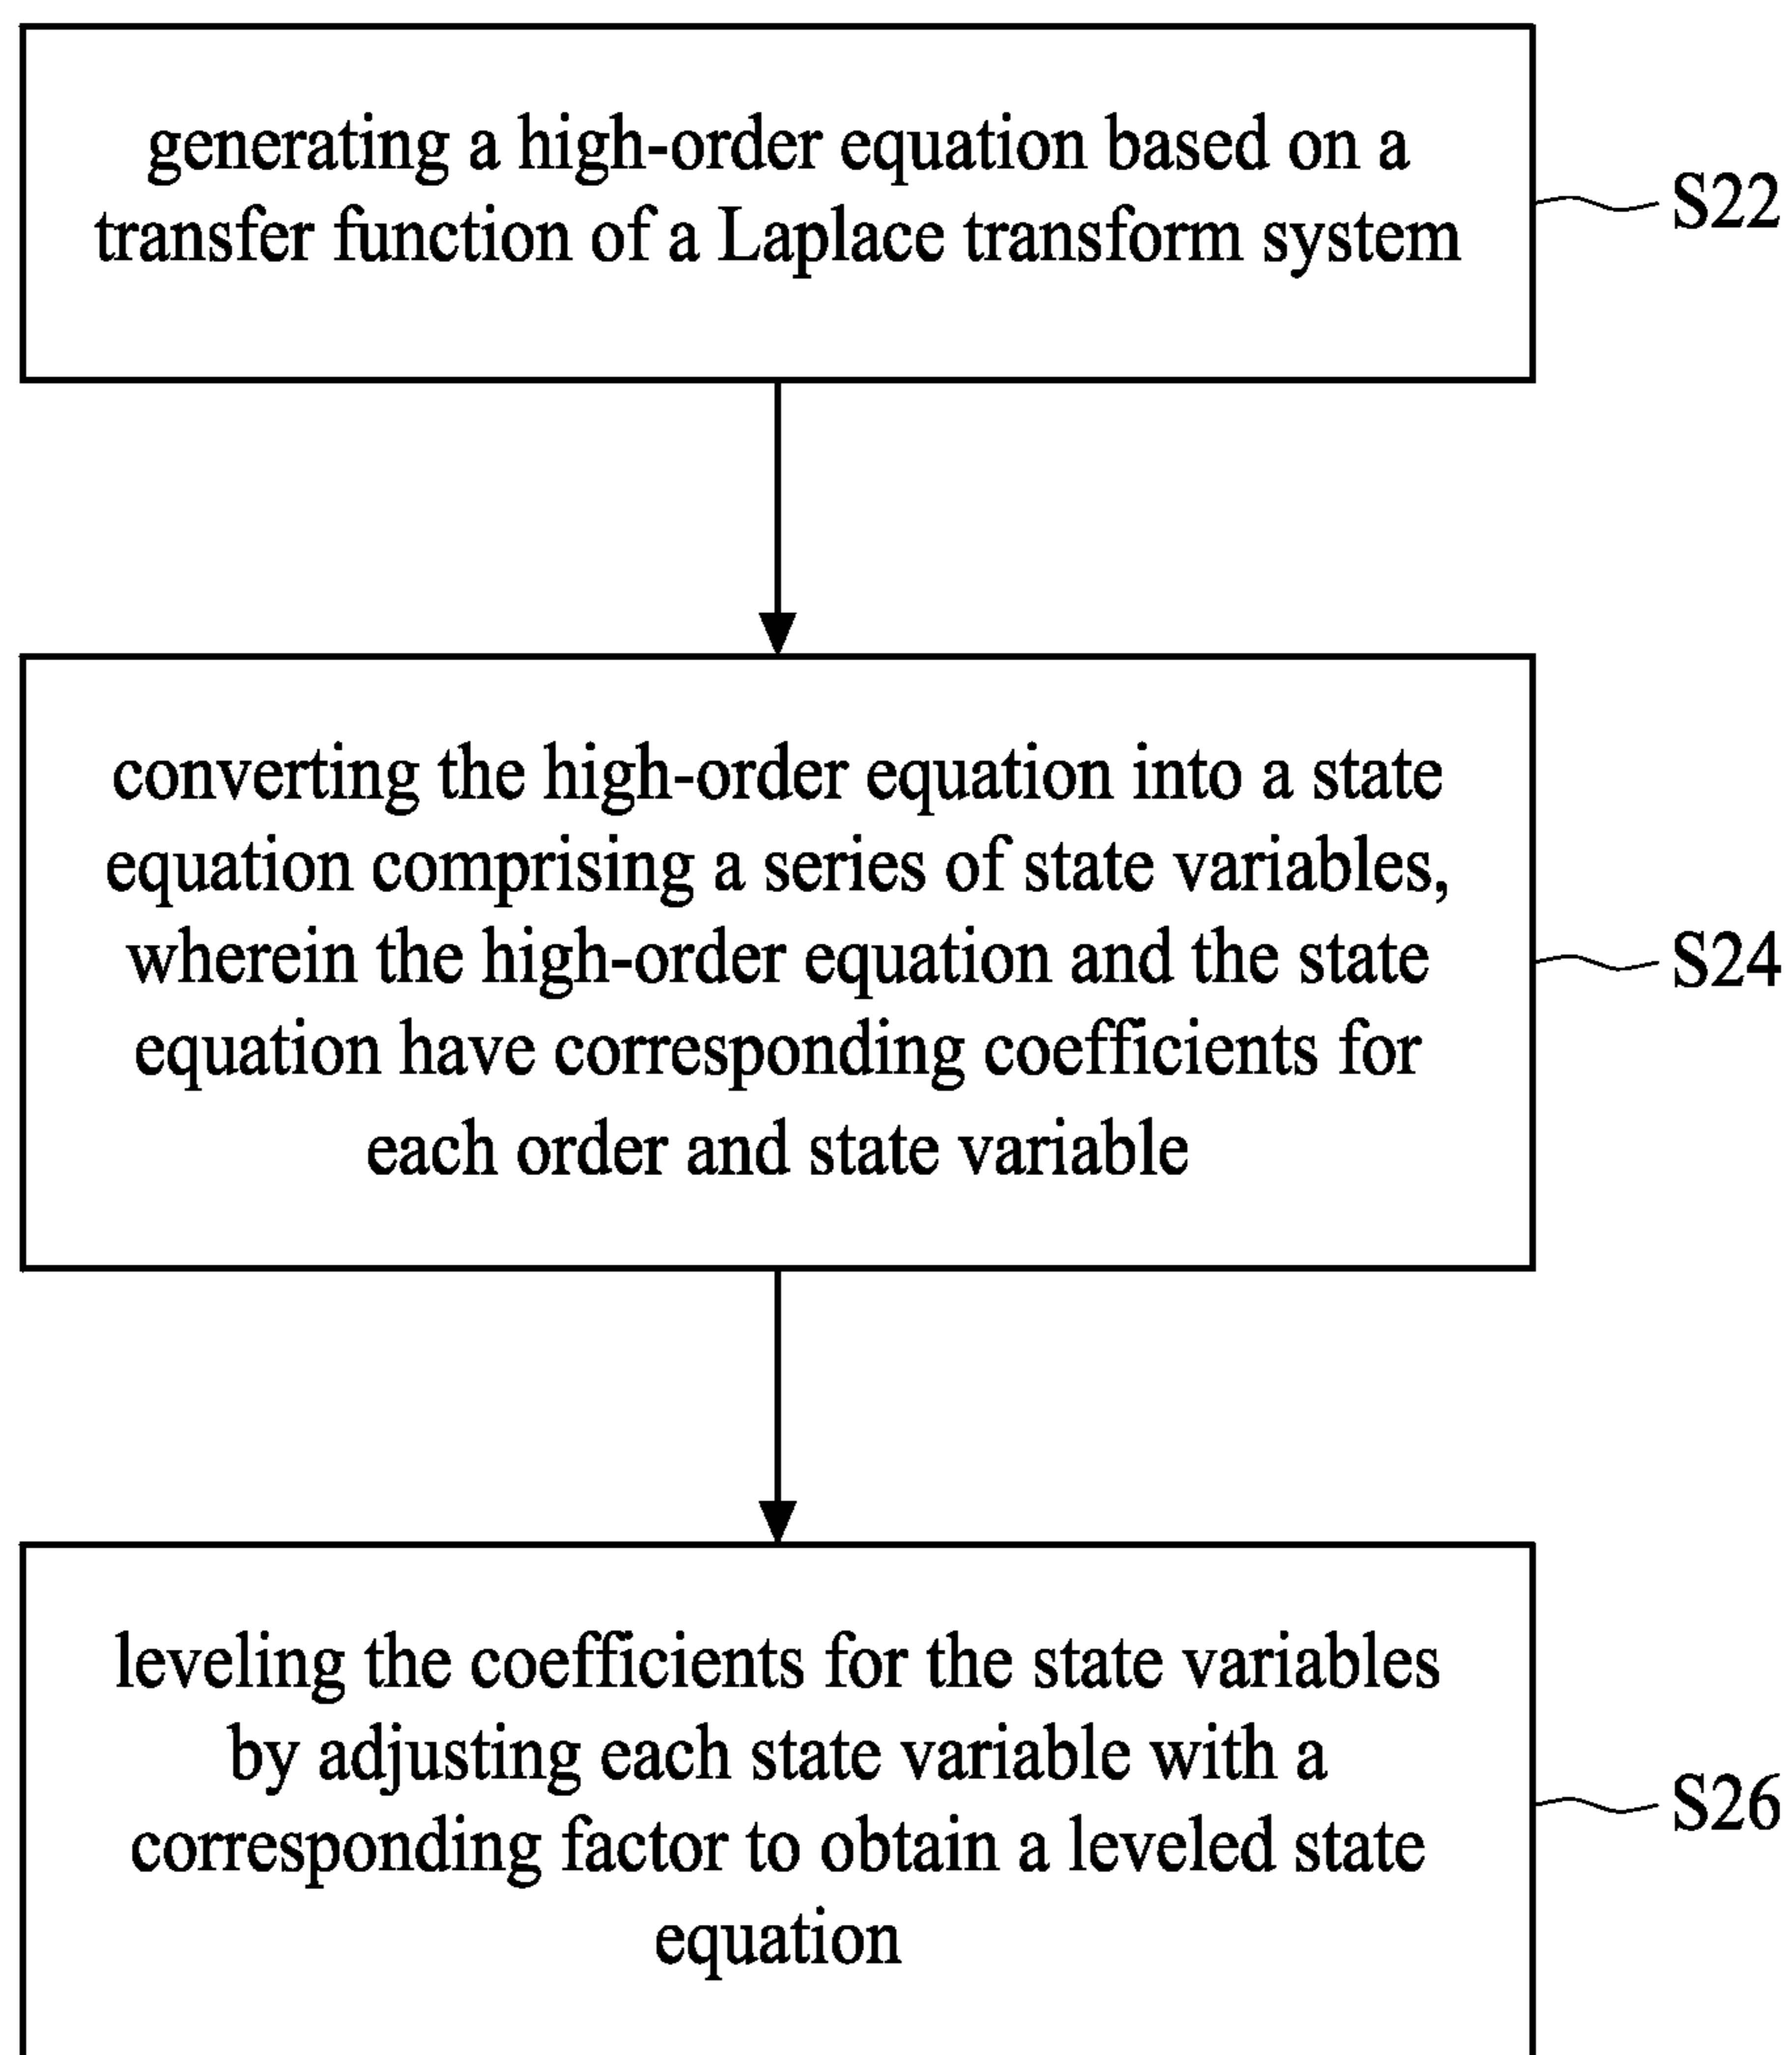 generating a high-order equation based on a
transfer function of a Laplace transform system
S22
converting the high-order equation into a state
equation comprising a series of state variables,
wherein the high-order equation and the state
equation have corresponding coefficients for
each order and state variable
S24
leveling the coefficients for the state variables
by adjusting each state variable with a
corresponding factor to obtain a leveled state
equation
S26